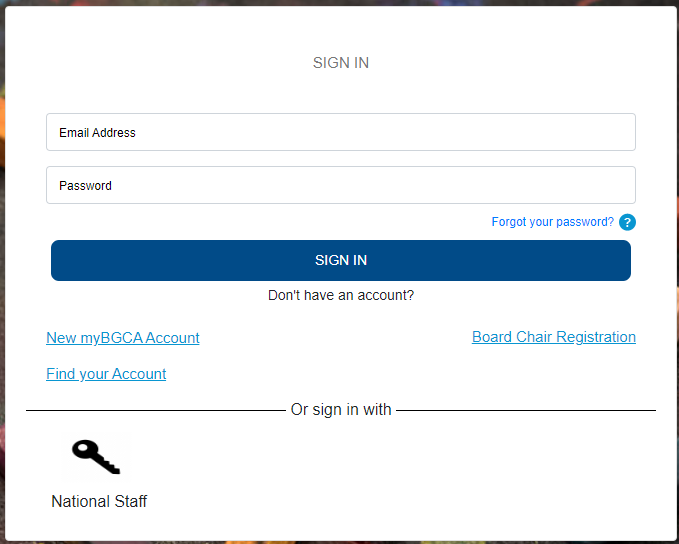 SIGN IN
Email Address
Password
Forgot your password? ?
SIGN IN
Don't have an account?
New myBGCA Account
Board Chair Registration
Find your Account
Or sign in with
National Staff